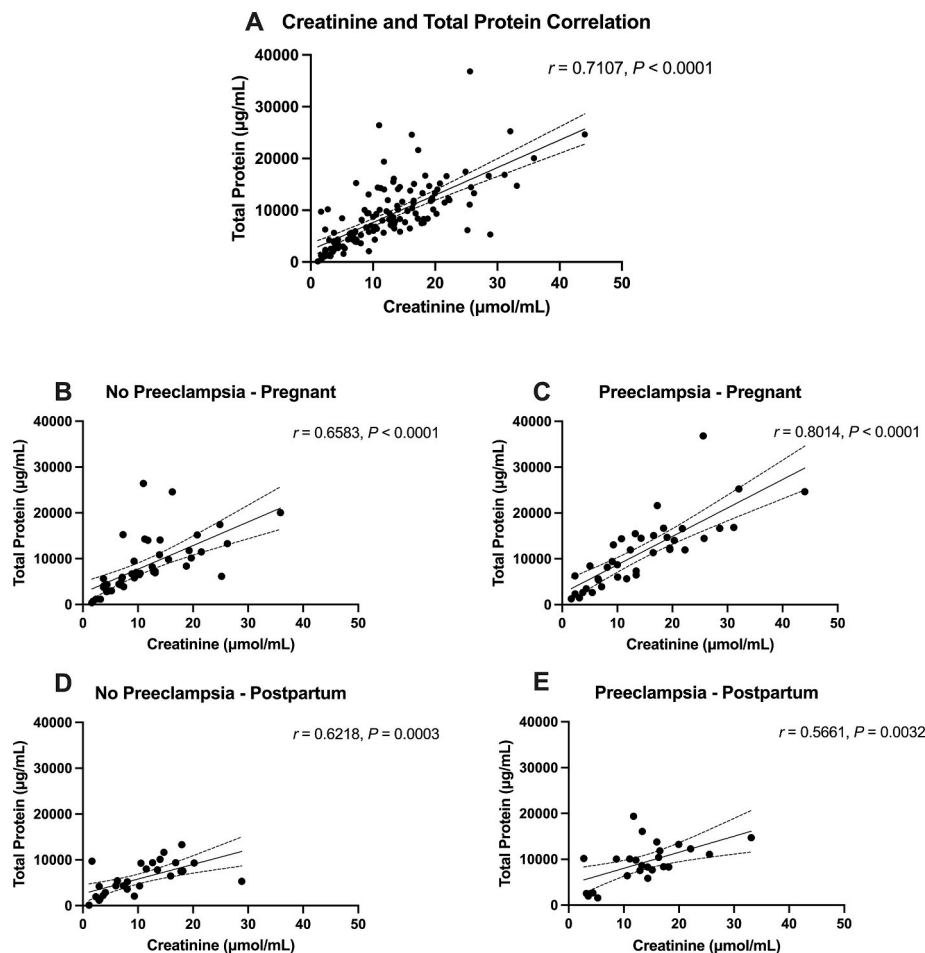 A Creatinine and Total Protein Correlation
r = 0.7107, P < 0.0001
Total Protein (µg/mL)
40000
30000
20000
10000
0
0 10 20 30 40 50
Creatinine (µmol/mL)
B No Preeclampsia - Pregnant
r = 0.6583, P < 0.0001
Total Protein (µg/mL)
40000
30000
20000
10000
0
0 10 20 30 40 50
Creatinine (µmol/mL)
C Preeclampsia - Pregnant
r = 0.8014, P < 0.0001
Total Protein (µg/mL)
40000
30000
20000
10000
0
0 10 20 30 40 50
Creatinine (µmol/mL)
D No Preeclampsia - Postpartum
r = 0.6218, P = 0.0003
Total Protein (µg/mL)
40000
30000
20000
10000
0
0 10 20 30 40 50
Creatinine (µmol/mL)
E Preeclampsia - Postpartum
r = 0.5661, P = 0.0032
Total Protein (µg/mL)
40000
30000
20000
10000
0
0 10 20 30 40 50
Creatinine (µmol/mL)